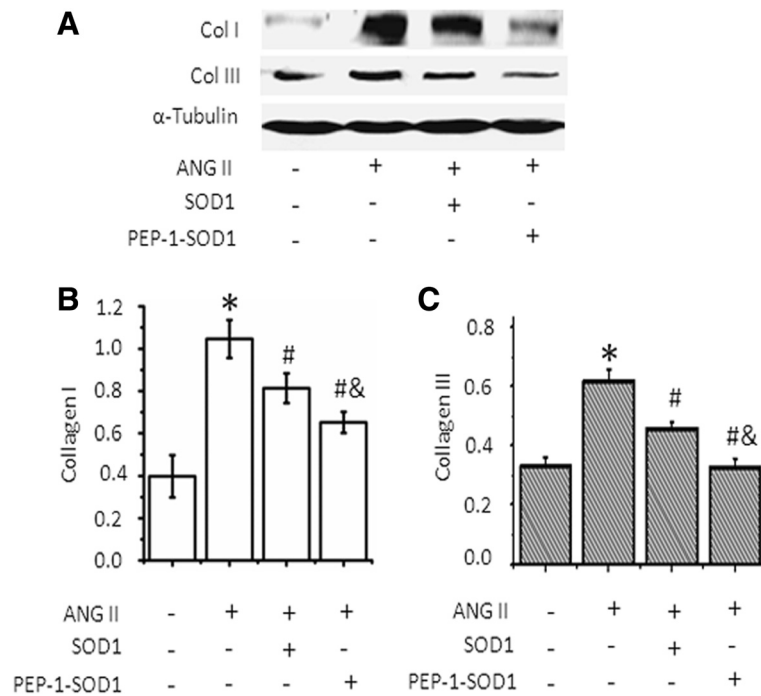 A
Col I
Col III
α-Tubulin
ANG II - + + +
SOD1 - - + -
PEP-1-SOD1 - - - +
B
Collagen I
1.2
1.0
0.8
0.6
0.4
0.2
0.0
*
#
#&
ANG II - + + +
SOD1 - - + -
PEP-1-SOD1 - - - +
C
Collagen III
0.8
0.6
0.4
0.2
0.0
*
#
#&
ANG II - + + +
SOD1 - - + -
PEP-1-SOD1 - - - +